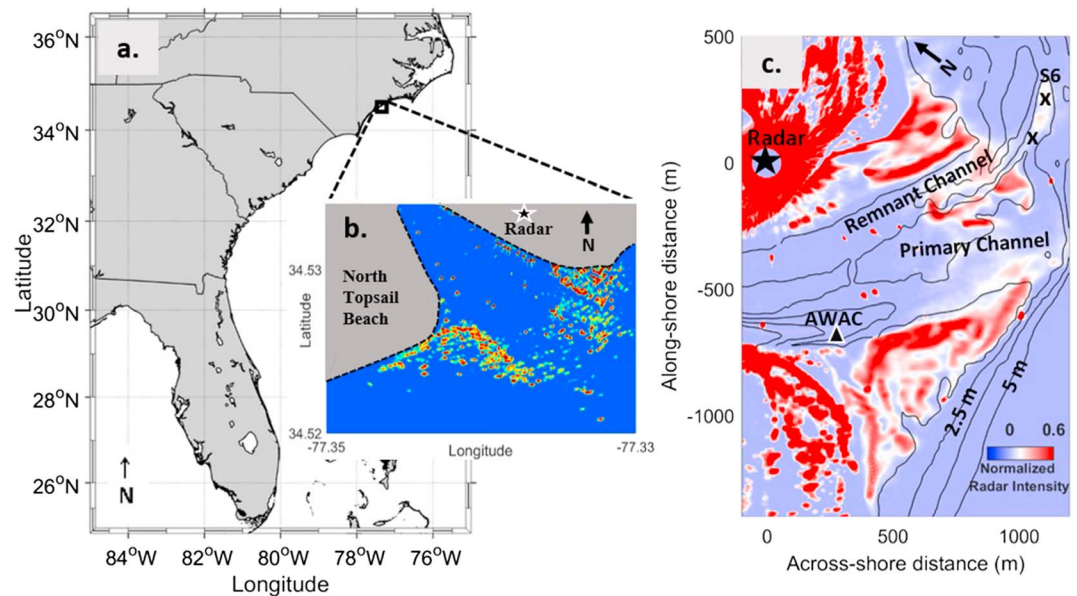 a.
36°N
34°N
32°N
30°N
28°N
26°N
Latitude
N
84°W
82°W
80°W
78°W
76°W
Longitude
b.
Radar
N
North
Topsail
Beach
34.53
Latitude
34.52
-77.35
Longitude
-77.33
c.
500
0
-500
-1000
Along-shore distance (m)
N
S6
x
x
Radar
Remnant Channel
Primary Channel
AWAC
2.5 m
5 m
0
0.6
Normalized
Radar Intensity
0
500
1000
Across-shore distance (m)